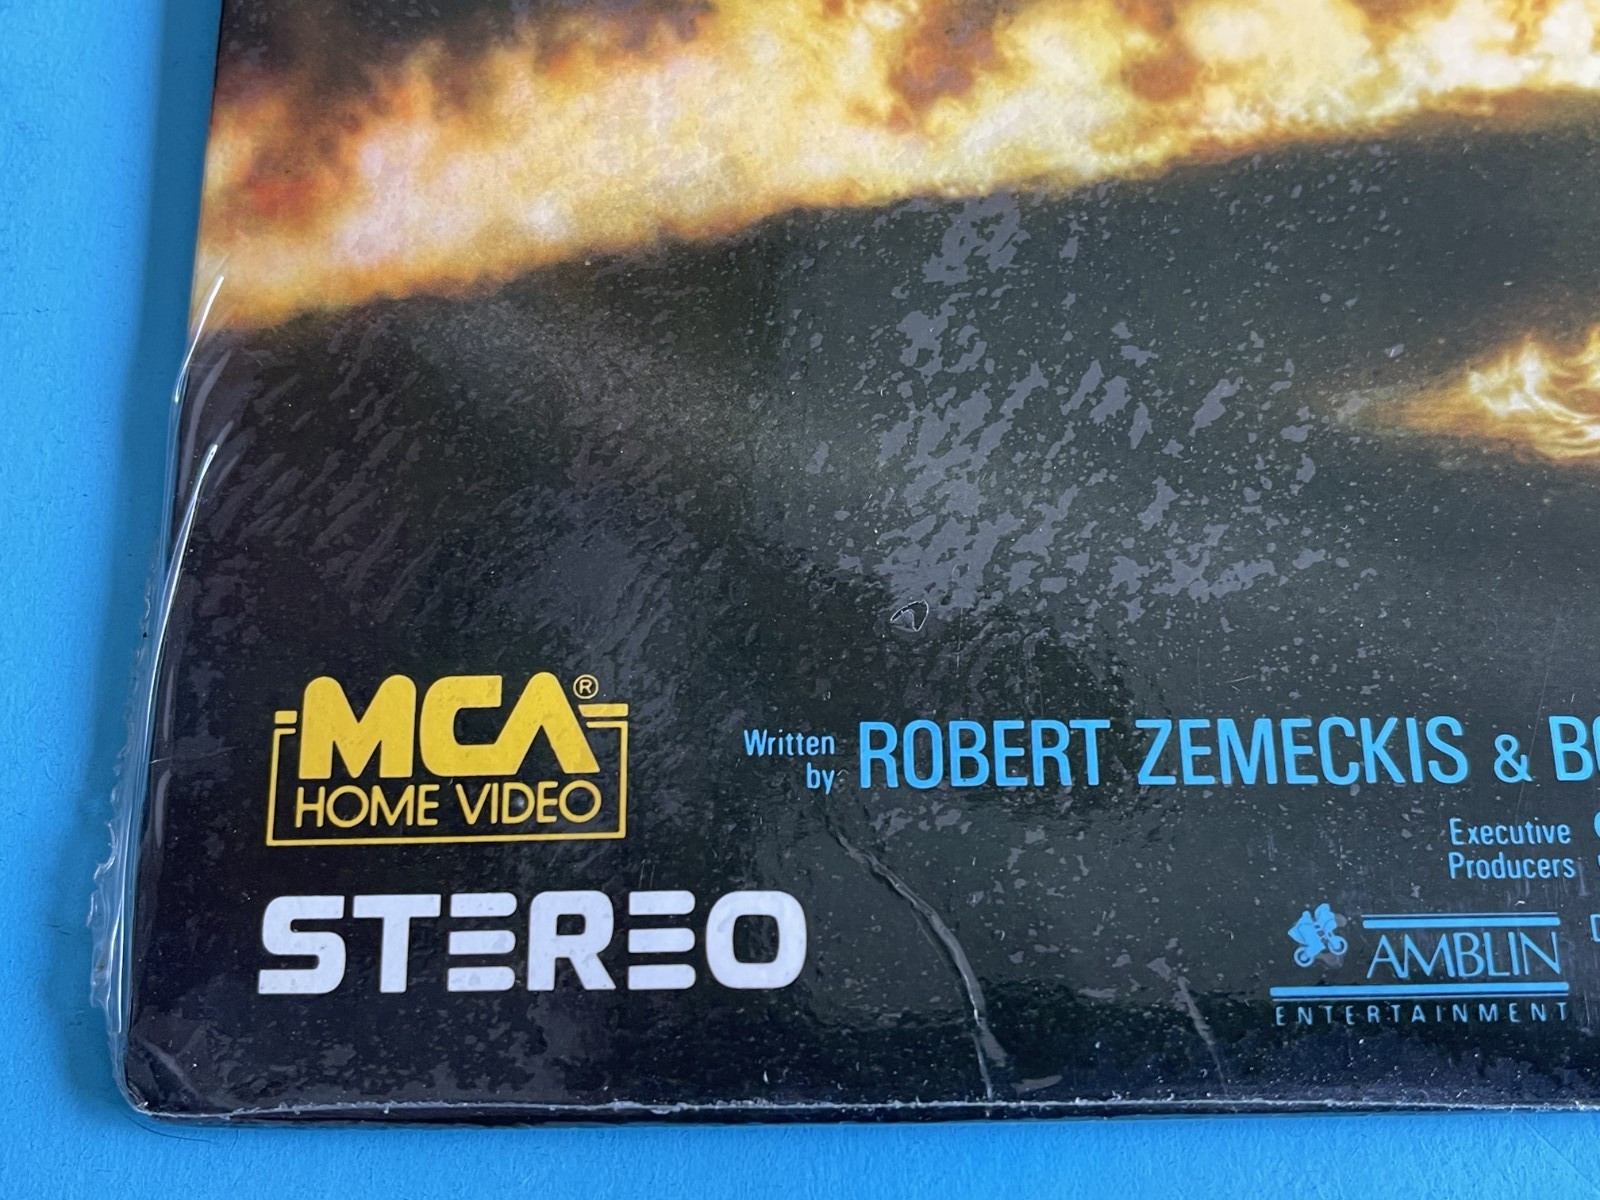 MCA®
HOME VIDEO
STEREO
Written by ROBERT ZEMECKIS &
Executive Producers
AMBLIN
ENTERTAINMENT